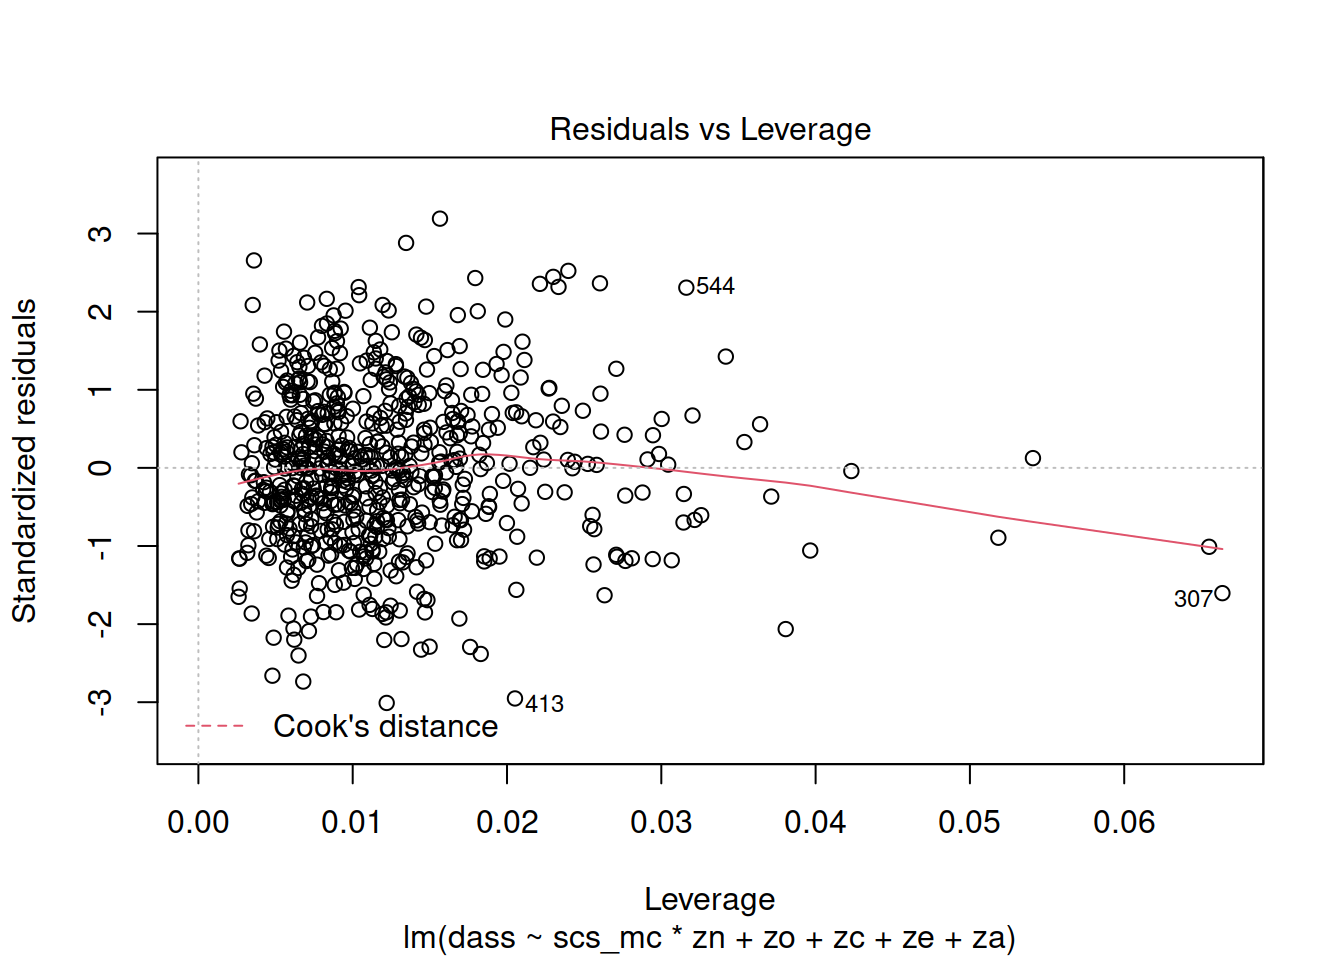 Residuals vs Leverage
Standardized residuals
3
2
1
0
-1
-2
-3
544
307
413
Cook's distance
0.00 0.01 0.02 0.03 0.04 0.05 0.06
Leverage
lm(dass ~ scs_mc * zn + zo + zc + ze + za)